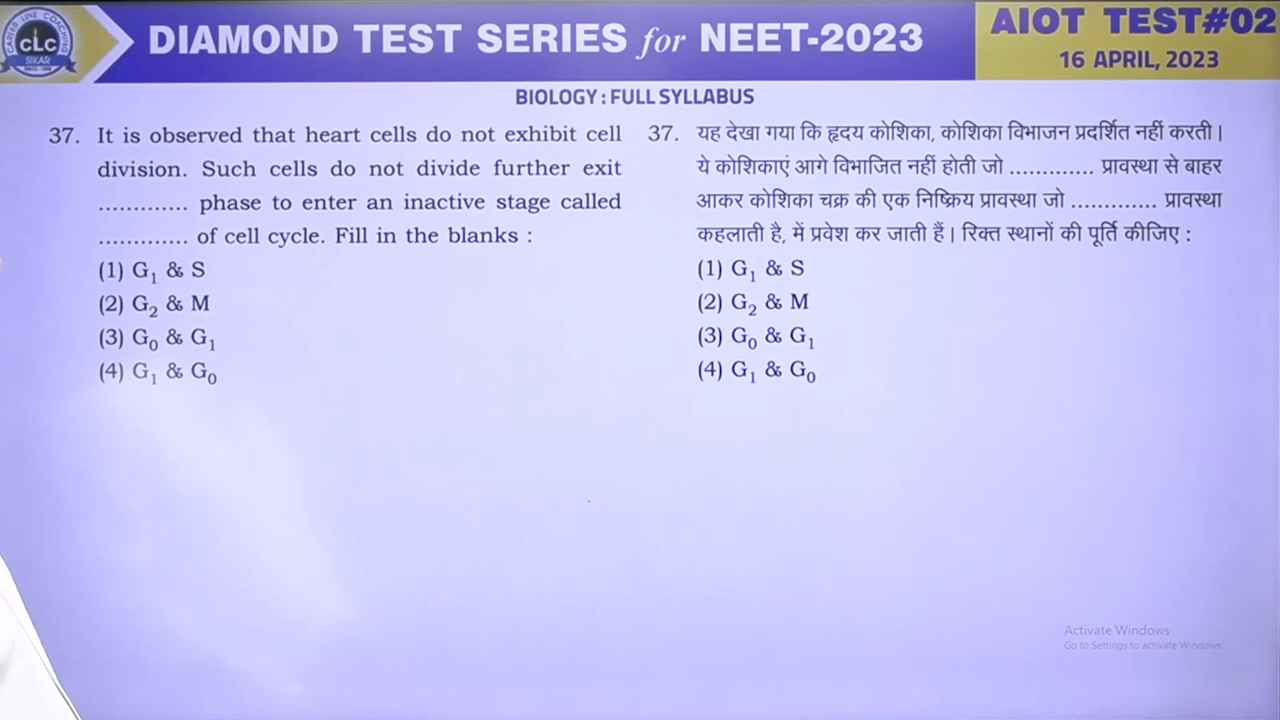 CAREER LINE COACHING
CLC
SIKAR
DIAMOND TEST SERIES for NEET-2023
AIOT TEST#02
16 APRIL, 2023
BIOLOGY : FULL SYLLABUS
37. It is observed that heart cells do not exhibit cell
division. Such cells do not divide further exit
............. phase to enter an inactive stage called
............. of cell cycle. Fill in the blanks :
(1) G₁ & S
(2) G₂ & M
(3) G₀ & G₁
(4) G₁ & G₀
37. यह देखा गया कि हृदय कोशिका, कोशिका विभाजन प्रदर्शित नहीं करती।
ये कोशिकाएं आगे विभाजित नहीं होती जो ............. प्रावस्था से बाहर
आकर कोशिका चक्र की एक निष्क्रिय प्रावस्था जो ............. प्रावस्था
कहलाती है, में प्रवेश कर जाती हैं। रिक्त स्थानों की पूर्ति कीजिए :
(1) G₁ & S
(2) G₂ & M
(3) G₀ & G₁
(4) G₁ & G₀
Activate Windows
Go to Settings to activate Windows.